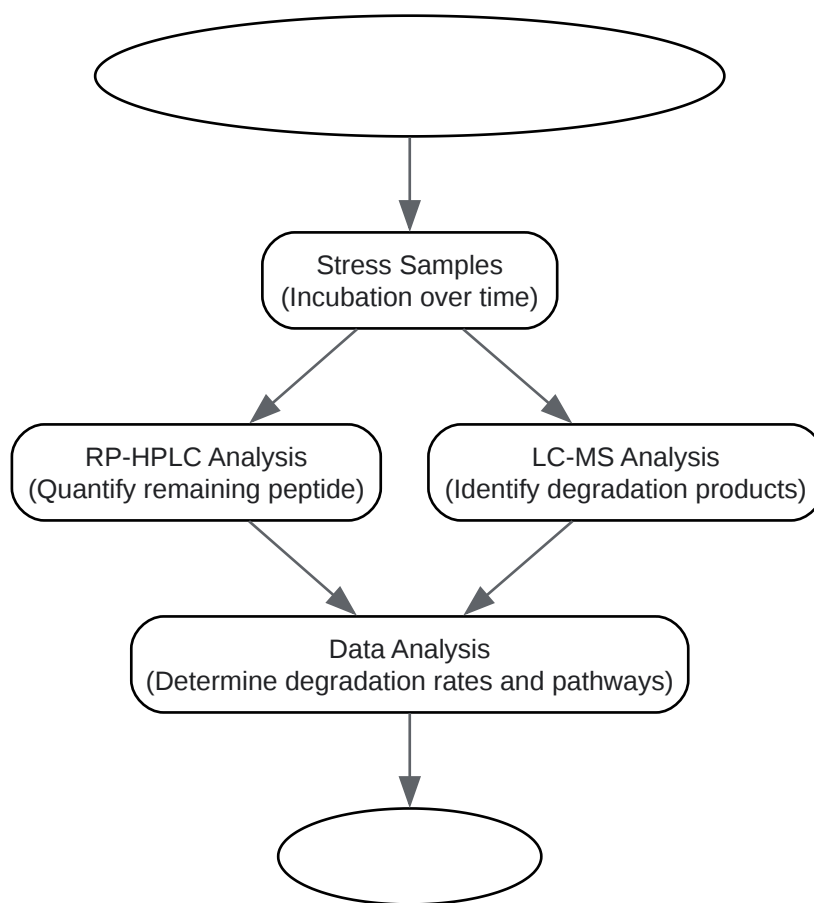 Stress Samples
(Incubation over time)
RP-HPLC Analysis
(Quantify remaining peptide)
LC-MS Analysis
(Identify degradation products)
Data Analysis
(Determine degradation rates and pathways)